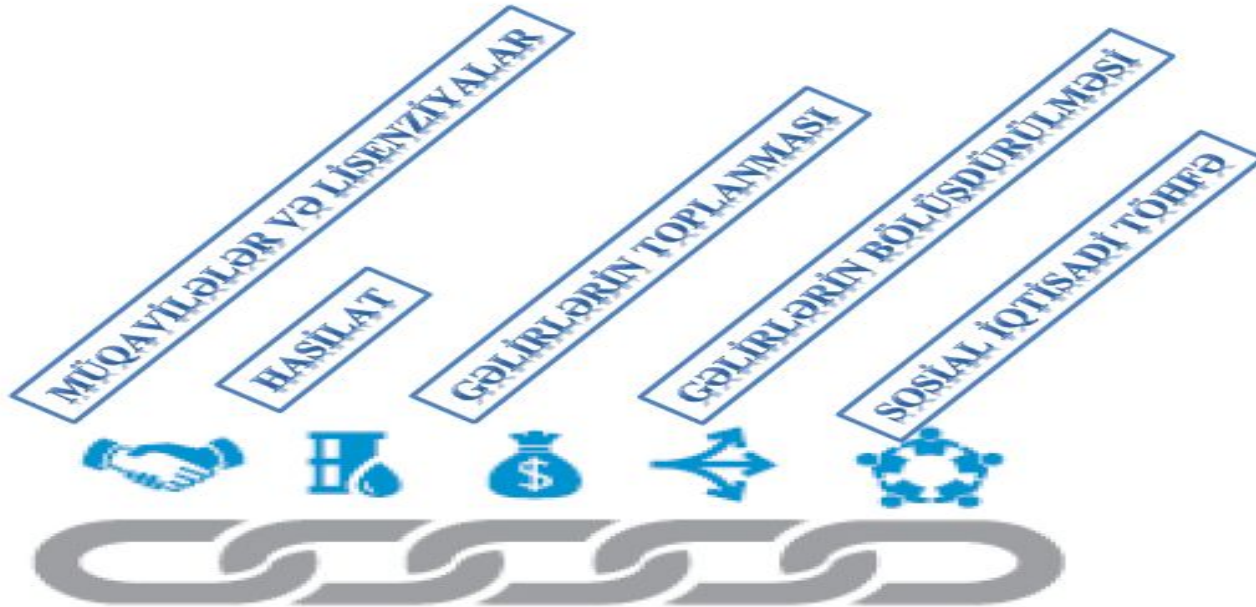 MÜQAVİLƏLƏR VƏ LİSENZİYALAR
HASİLAT
GƏLİRLƏRİN TOPLANMASI
GƏLİRLƏRİN BÖLÜŞDÜRÜLMƏSİ
SOSİAL İQTİSADİ TÖHFƏ
$